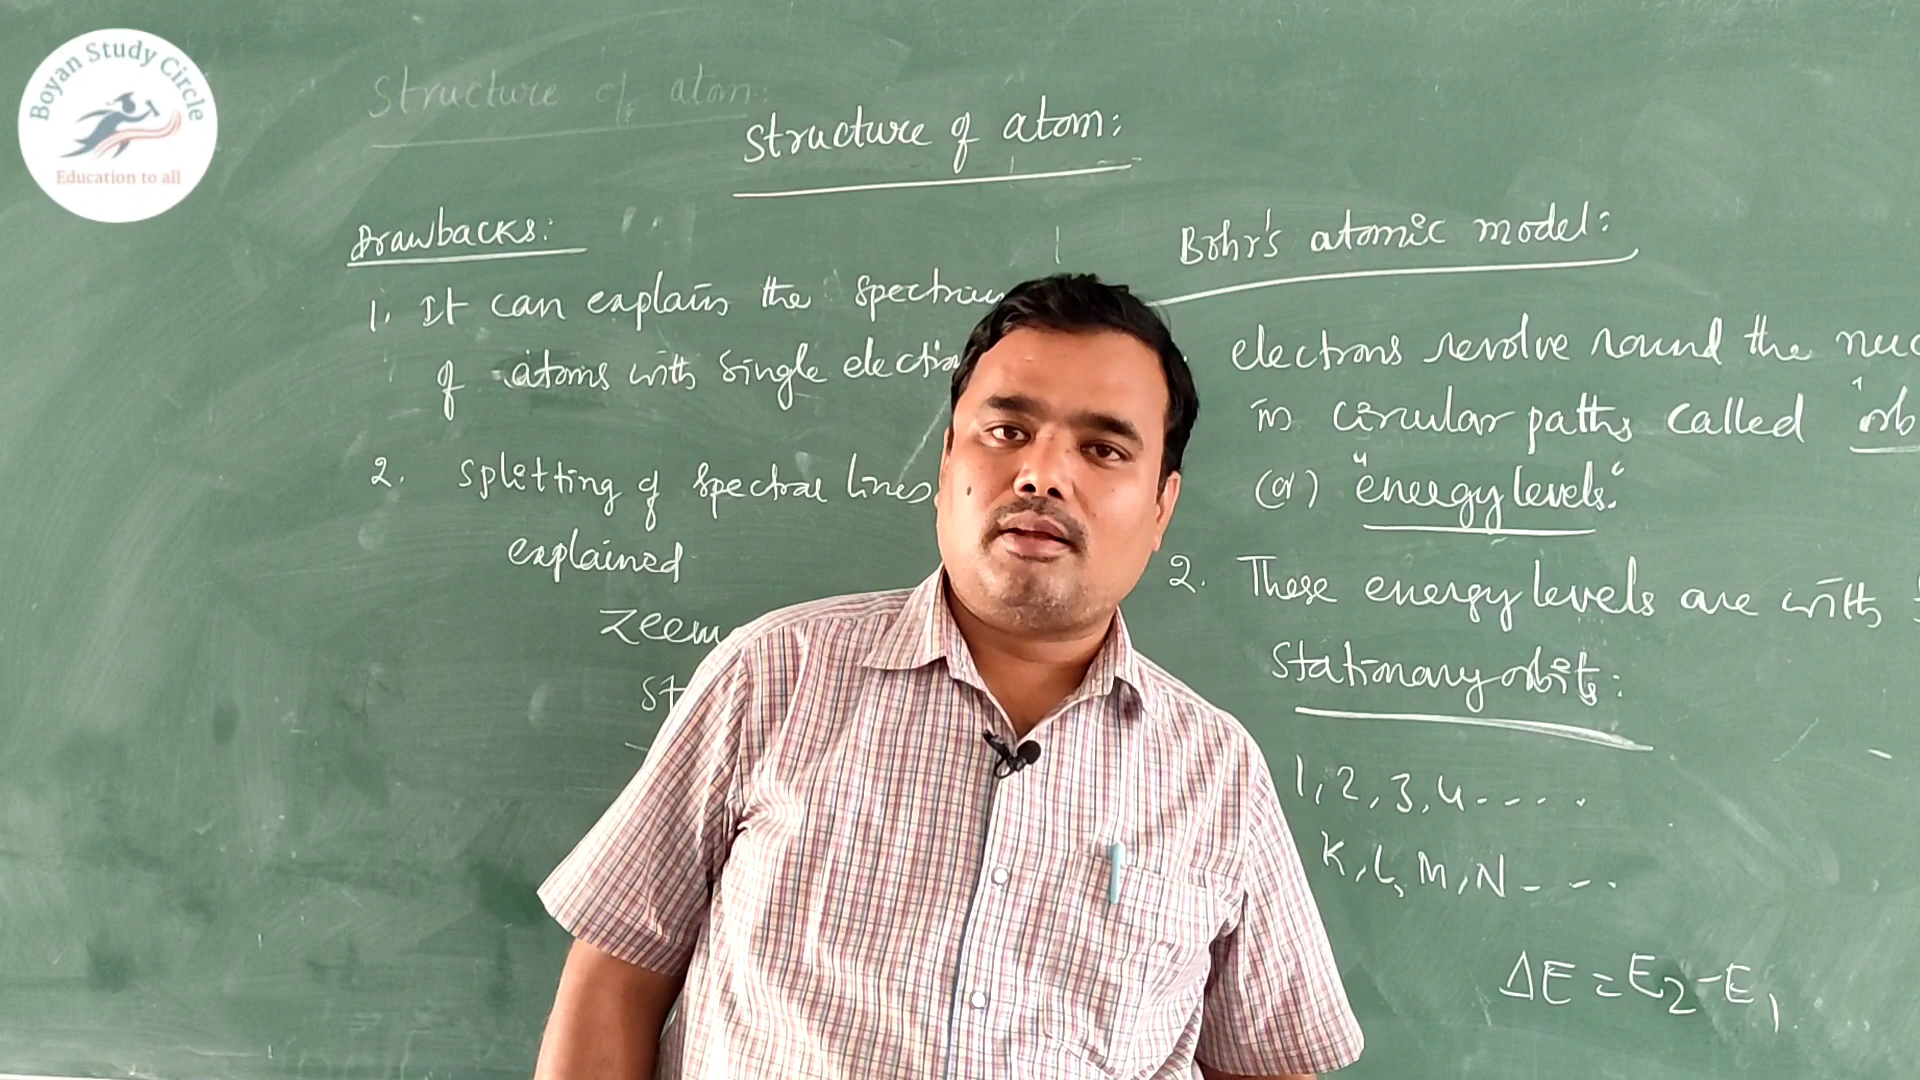 Boyan Study Circle
Education to all
Structure of atom:
Structure of atom:
Drawbacks:
1. It can explain the
of atoms with single
2. splitting of spectral lines
explained
Bohr's atomic model:
electrons revolve round the
in circular paths called
(or) "energy levels."
2. These energy levels are with
Stationary orbits:
1, 2, 3, 4 - - - -
K, L, M, N - - -
ΔE = E₂ - E₁